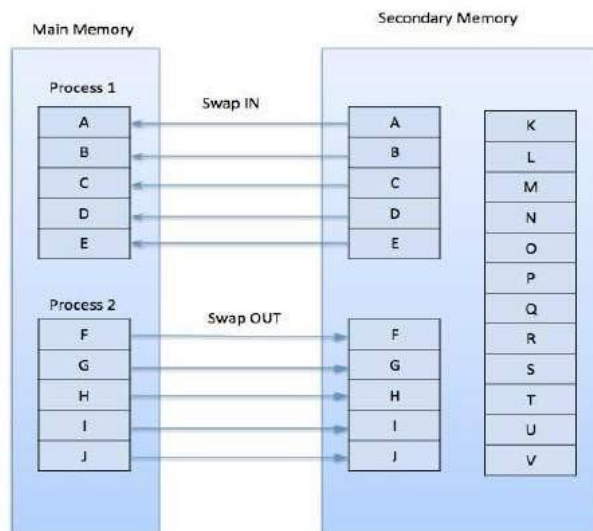 Main Memory
Secondary Memory
Process 1
Swap IN
A
B
C
D
E
A
B
C
D
E
Process 2
Swap OUT
F
G
H
I
J
F
G
H
I
J
K
L
M
N
O
P
Q
R
S
T
U
V